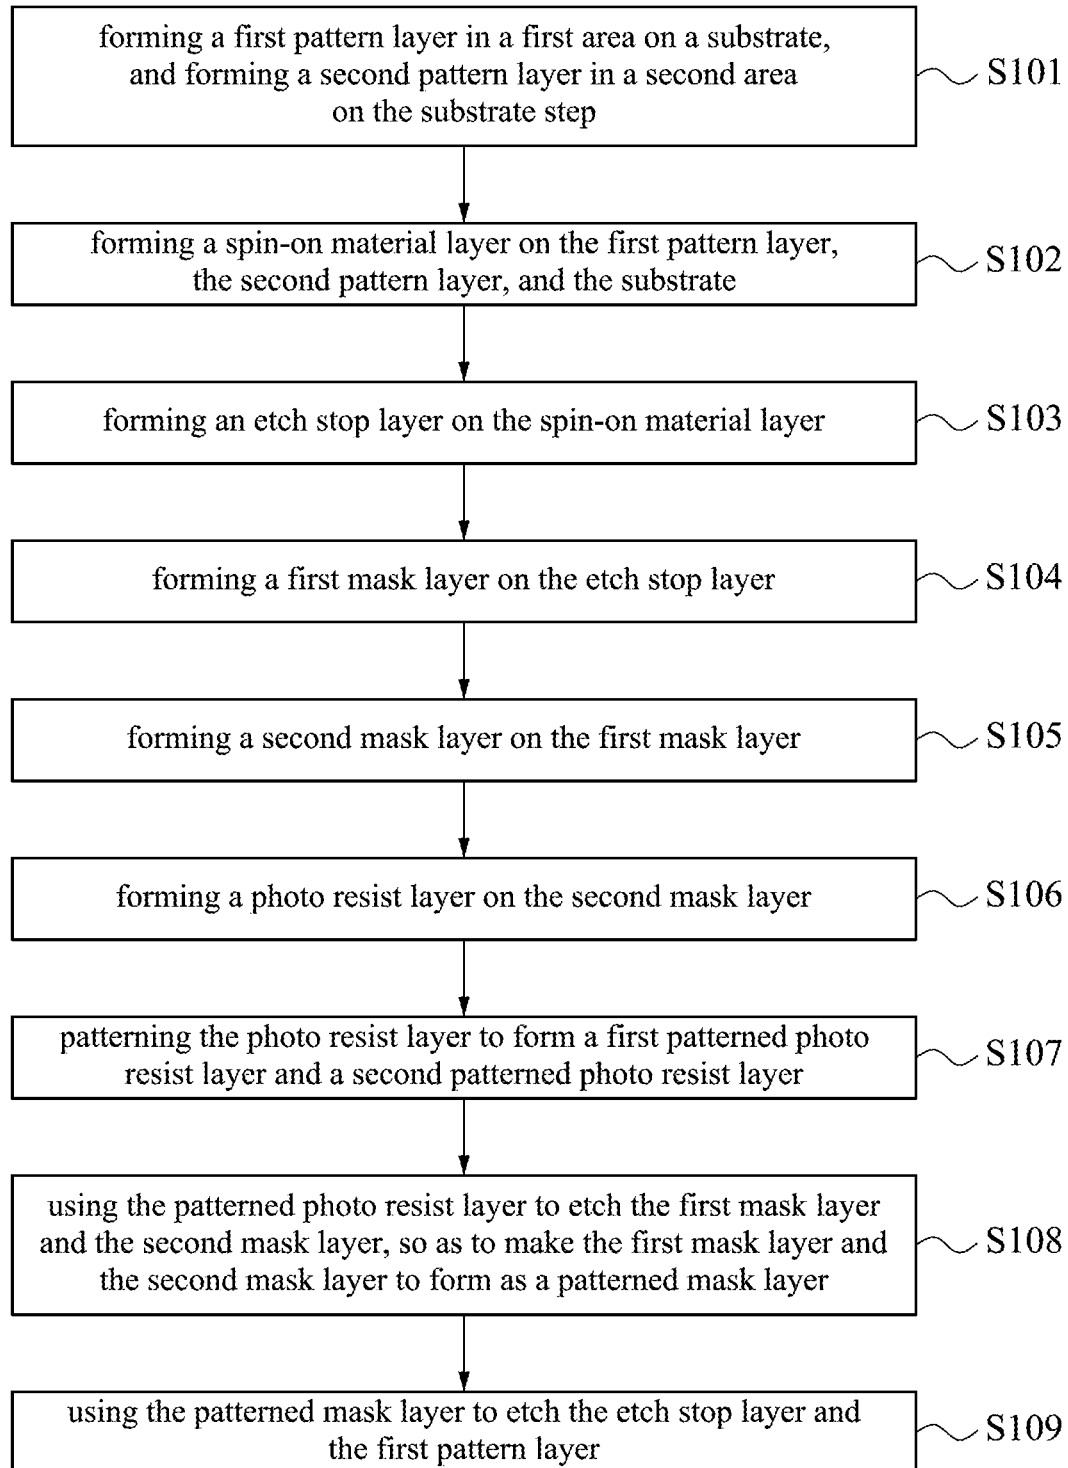 forming a first pattern layer in a first area on a substrate,
and forming a second pattern layer in a second area
on the substrate step
S101
forming a spin-on material layer on the first pattern layer,
the second pattern layer, and the substrate
S102
forming an etch stop layer on the spin-on material layer
S103
forming a first mask layer on the etch stop layer
S104
forming a second mask layer on the first mask layer
S105
forming a photo resist layer on the second mask layer
S106
patterning the photo resist layer to form a first patterned photo
resist layer and a second patterned photo resist layer
S107
using the patterned photo resist layer to etch the first mask layer
and the second mask layer, so as to make the first mask layer and
the second mask layer to form as a patterned mask layer
S108
using the patterned mask layer to etch the etch stop layer and
the first pattern layer
S109